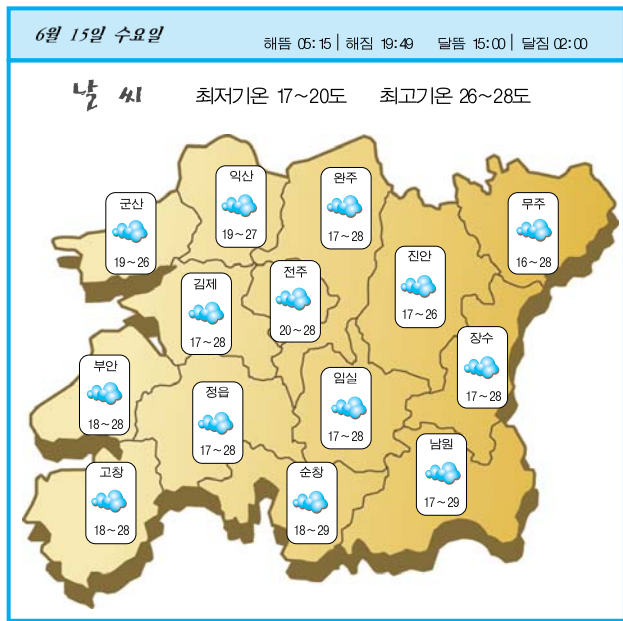 6월 15일 수요일
해뜸 05:15 | 해짐 19:49 달뜸 15:00 | 달짐 02:00
날 씨 최저기온 17~20도 최고기온 26~28도
군산
19~26
익산
19~27
완주
17~28
무주
16~28
김제
17~28
전주
20~28
진안
17~26
장수
17~28
부안
18~28
정읍
17~28
임실
17~28
남원
17~29
고창
18~28
순창
18~29